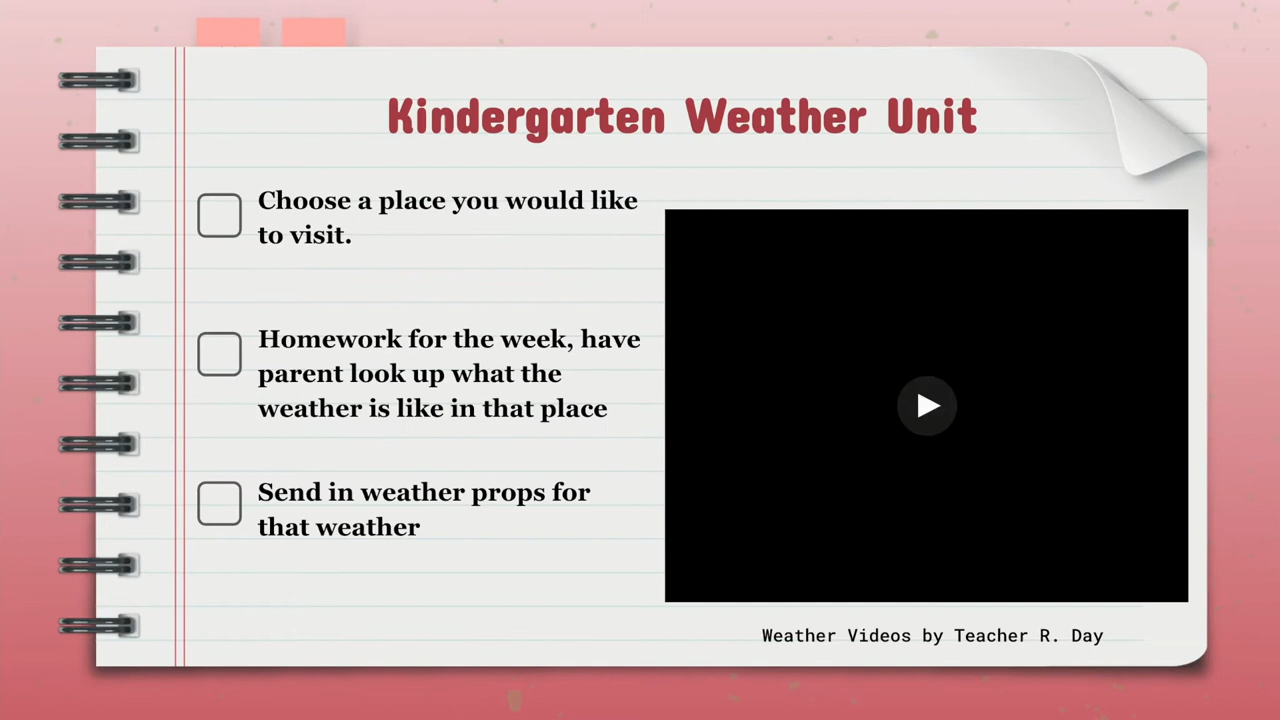 Kindergarten Weather Unit
Choose a place you would like
to visit.
Homework for the week, have
parent look up what the
weather is like in that place
Send in weather props for
that weather
Weather Videos by Teacher R. Day